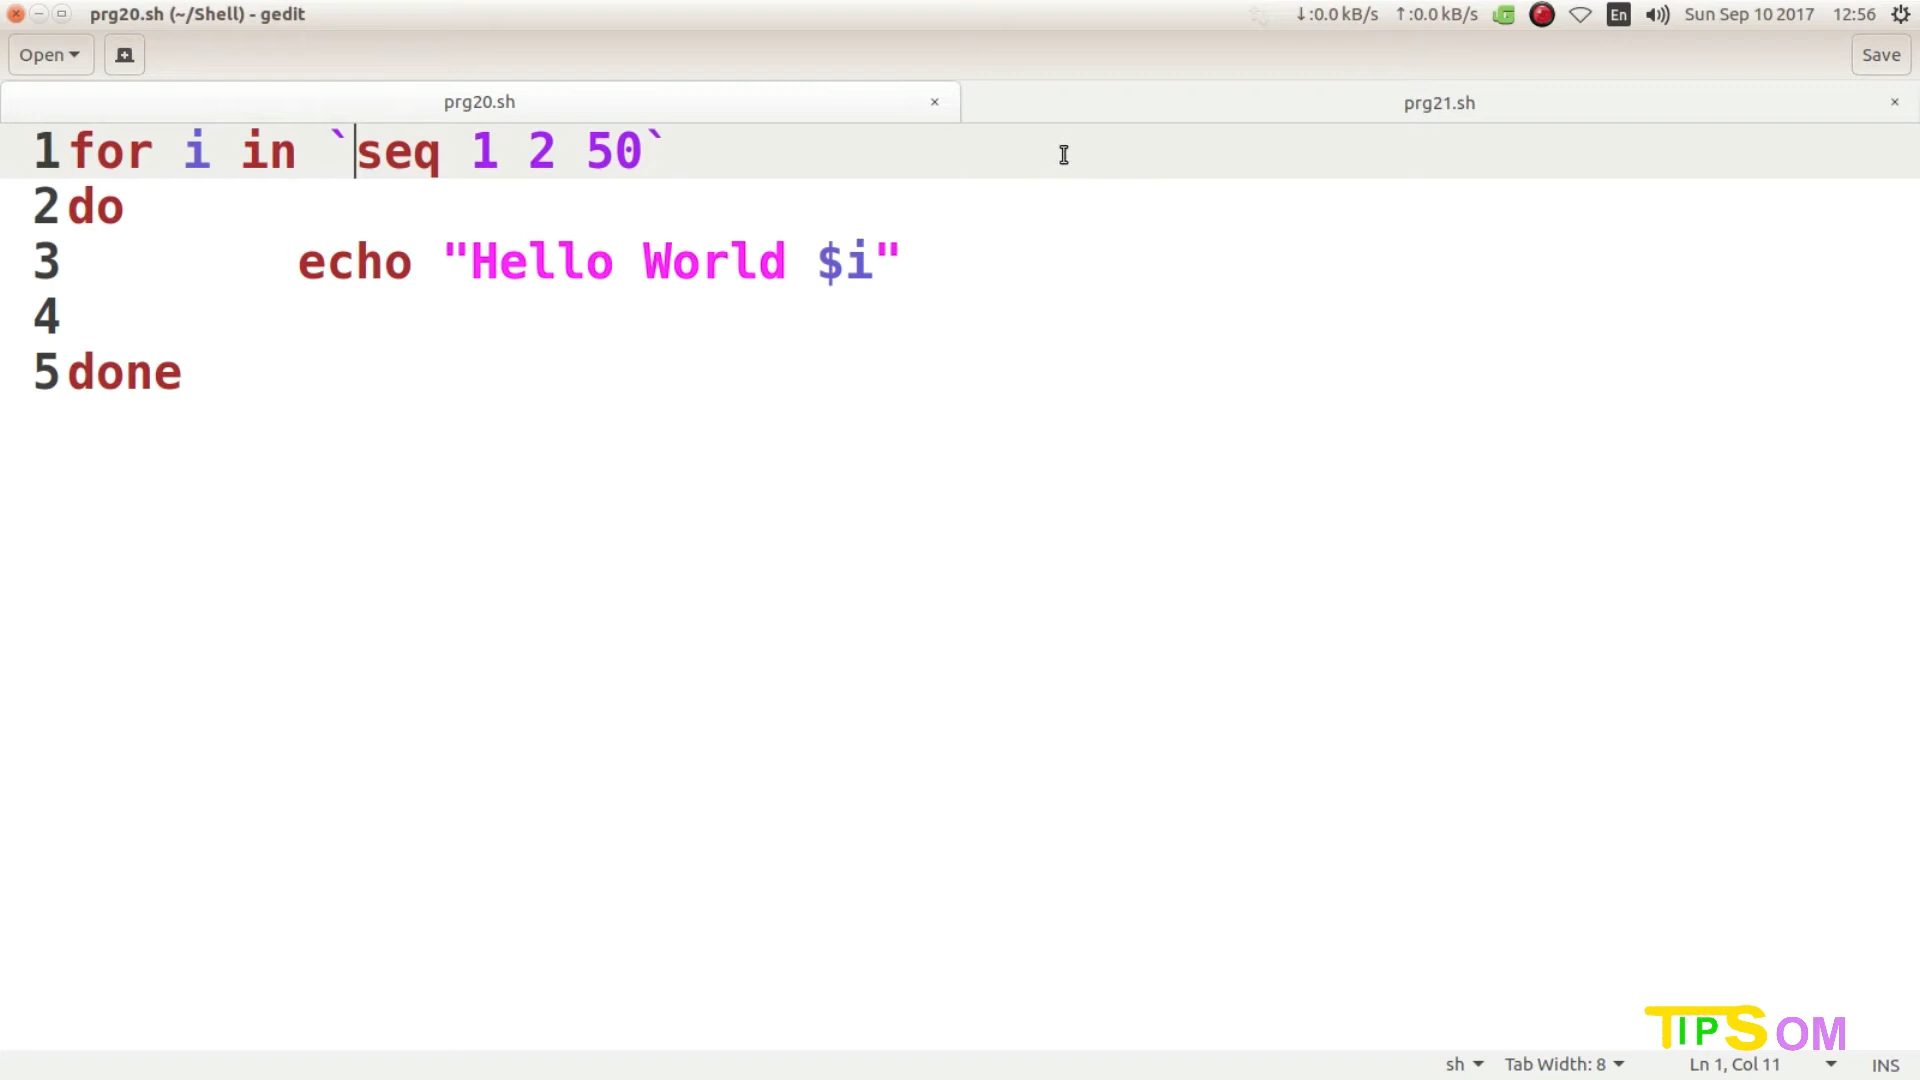 prg20.sh (~/Shell) - gedit
↓:0.0 kB/s ↑:0.0 kB/s En Sun Sep 10 2017 12:56
Open Save
prg20.sh × prg21.sh ×
1 for i in `seq 1 2 50`
2 do
3 echo "Hello World $i"
4
5 done
TIPSOM
sh Tab Width: 8 Ln 1, Col 11 INS